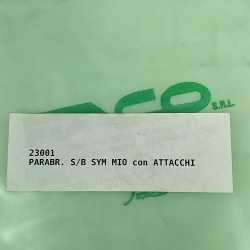 S.R.L.
23001
PARABR. S/B SYM MIO con ATTACCHI